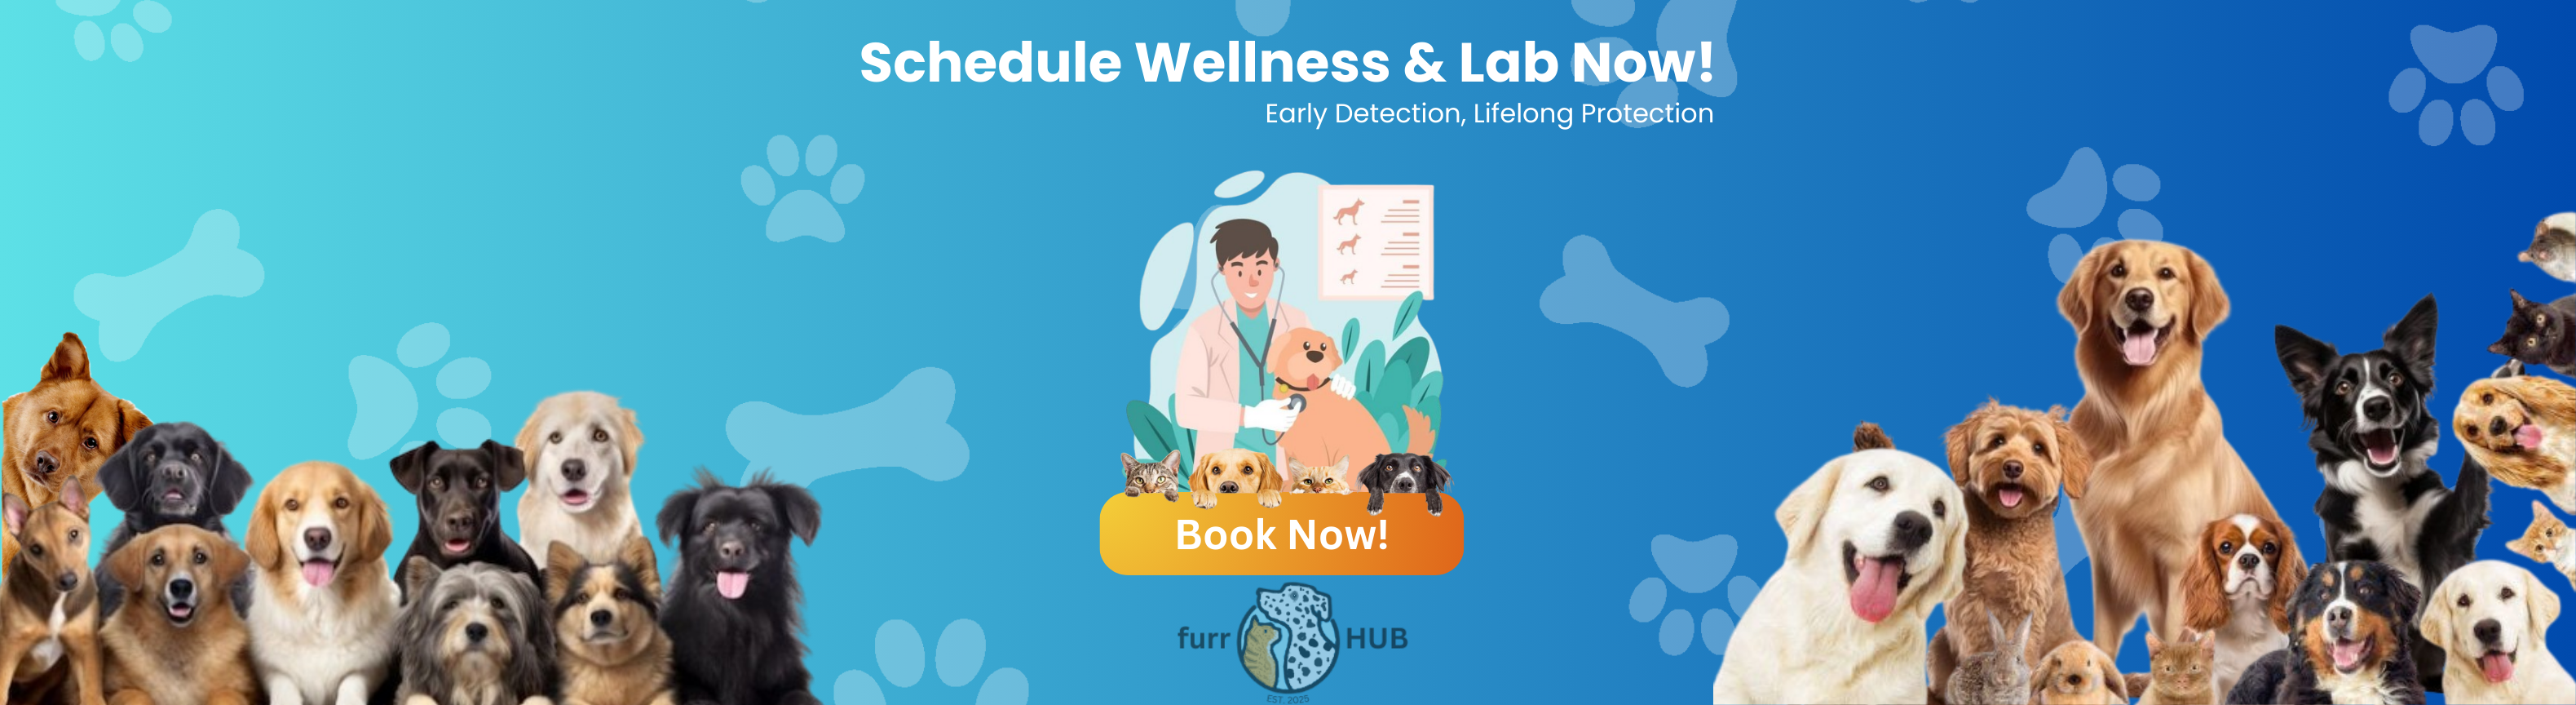 Schedule Wellness & Lab Now!
Early Detection, Lifelong Protection
Book Now!
furr HUB
EST. 2025